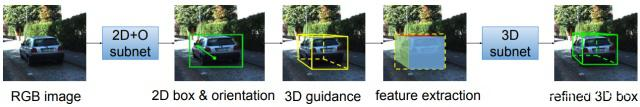 2D+O
subnet
3D
subnet
RGB image
2D box & orientation
3D guidance
feature extraction
refined 3D box